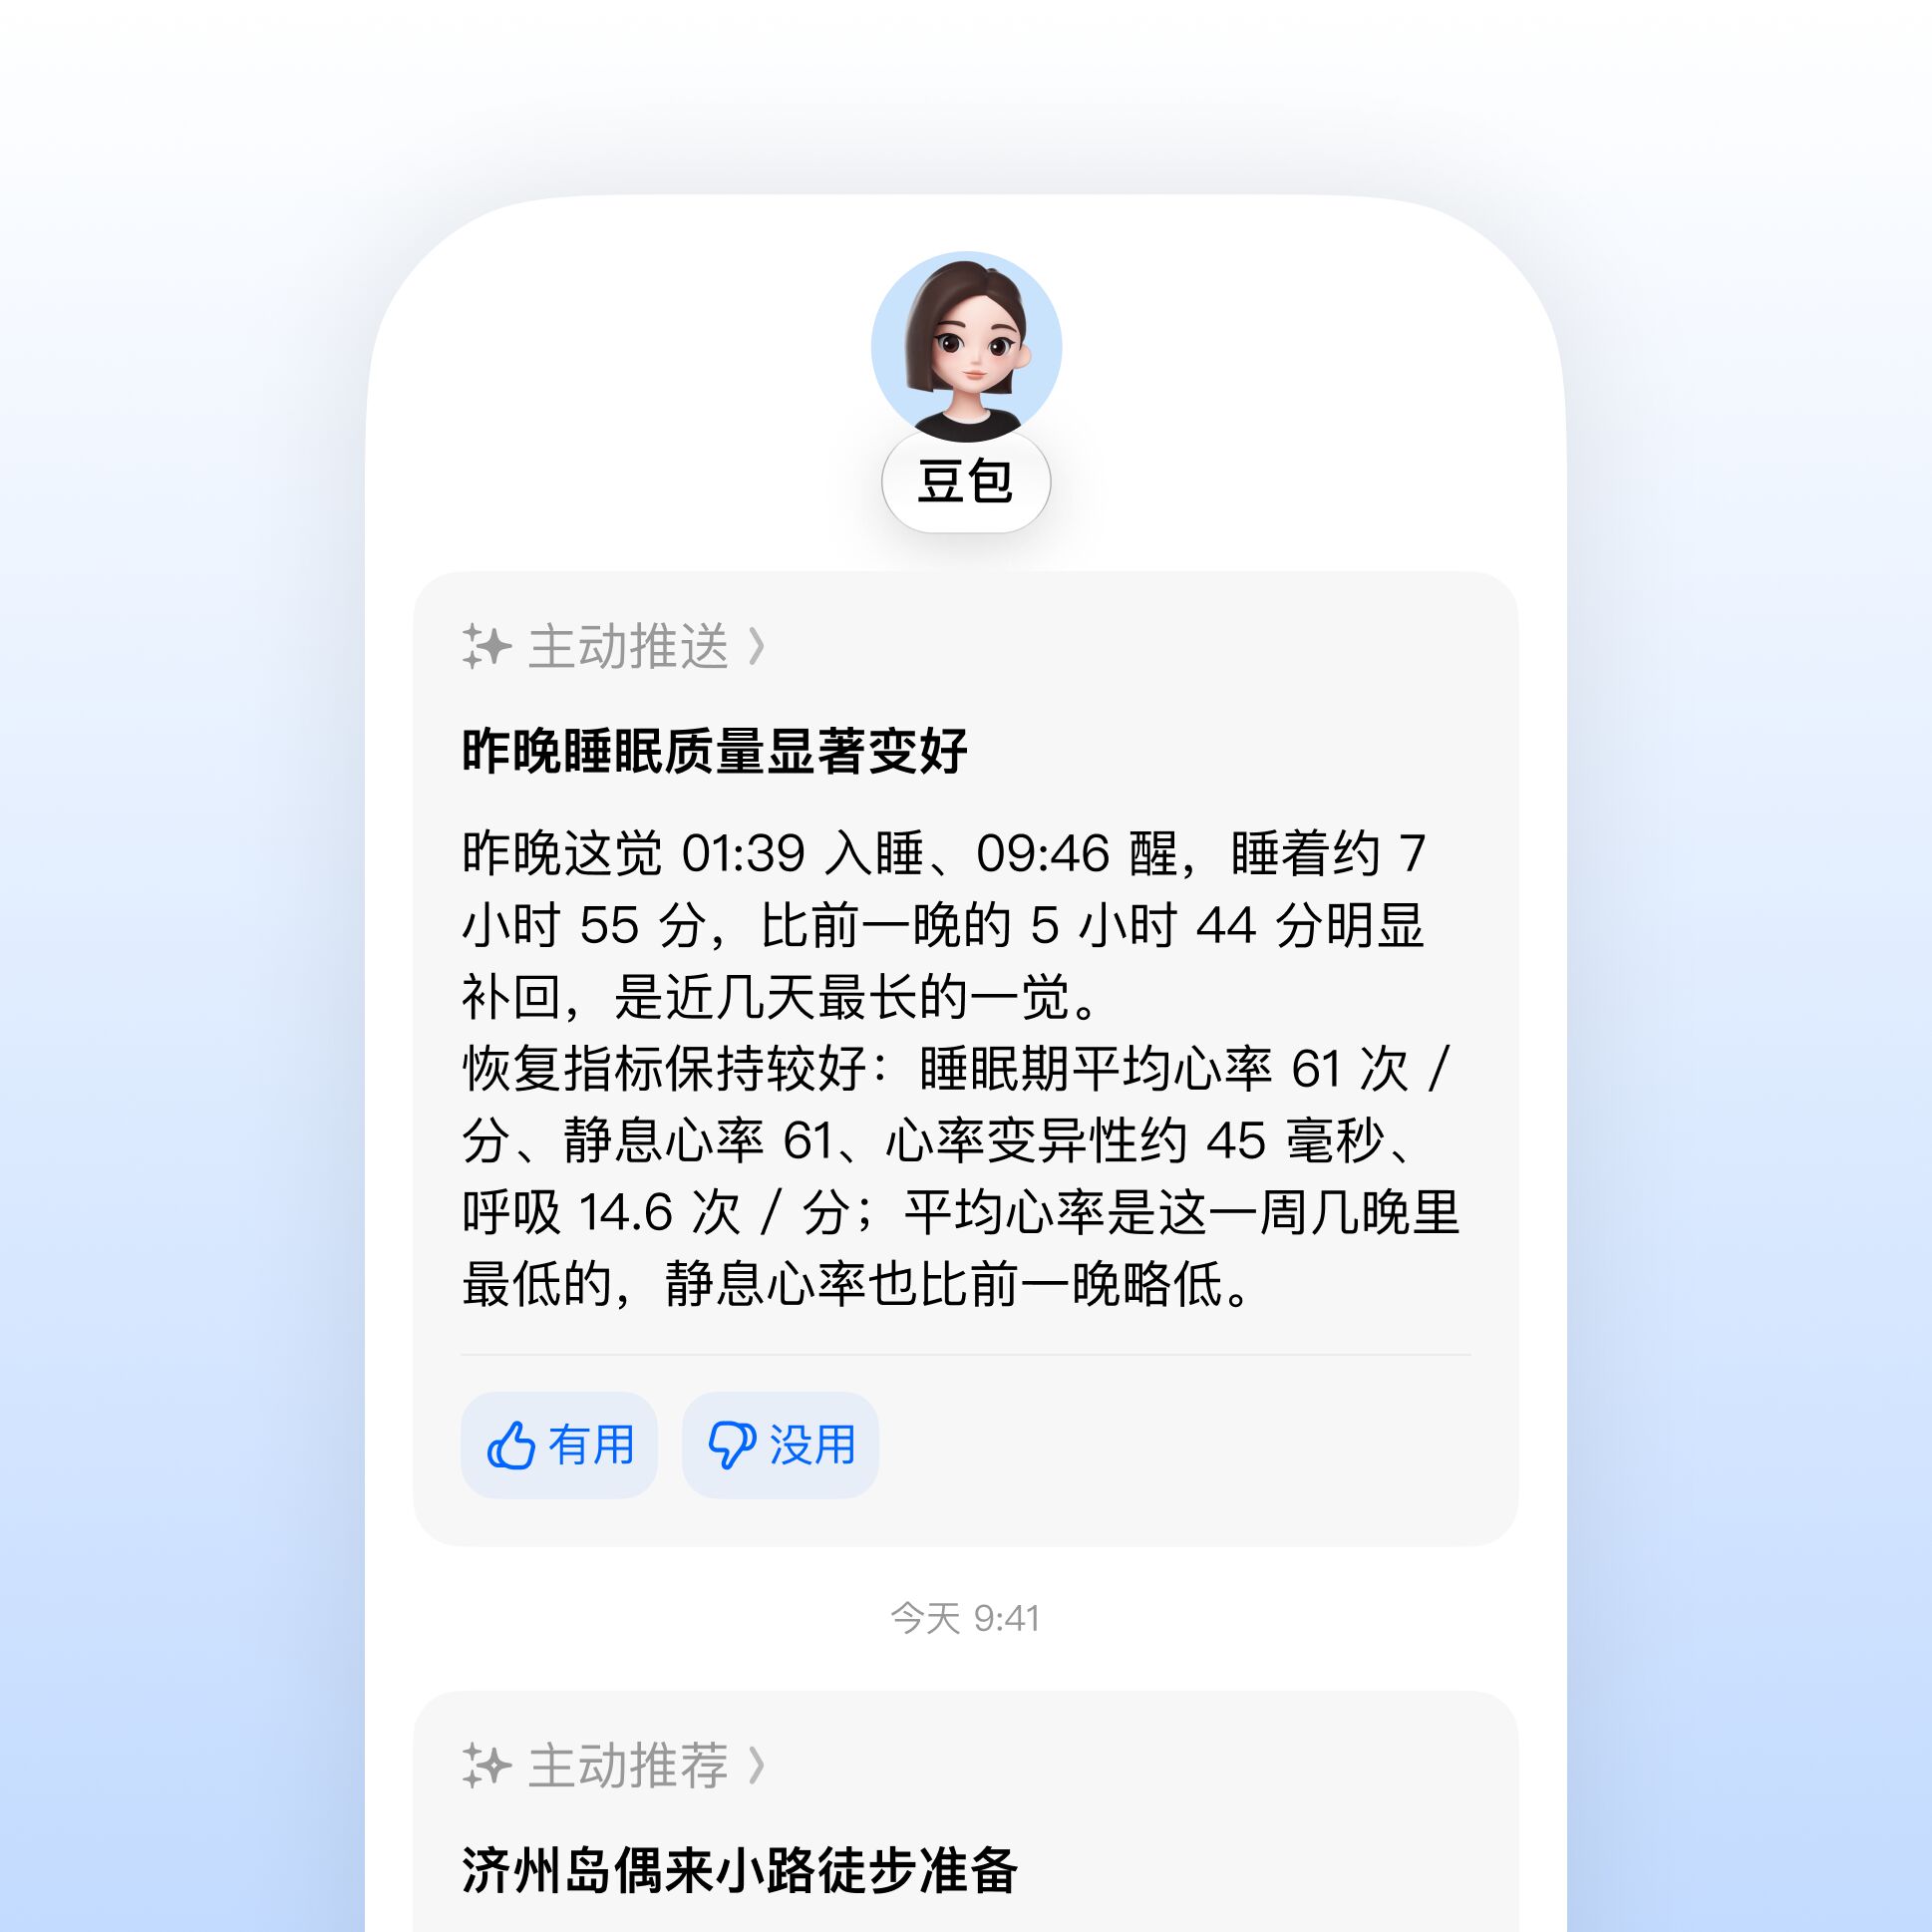 豆包
主动推送
昨晚睡眠质量显著变好
昨晚这觉 01:39 入睡、09:46 醒，睡着约 7
小时 55 分，比前一晚的 5 小时 44 分明显
补回，是近几天最长的一觉。
恢复指标保持较好：睡眠期平均心率 61 次 /
分、静息心率 61、心率变异性约 45 毫秒、
呼吸 14.6 次 / 分；平均心率是这一周几晚里
最低的，静息心率也比前一晚略低。
有用 没用
今天 9:41
主动推荐
济州岛偶来小路徒步准备